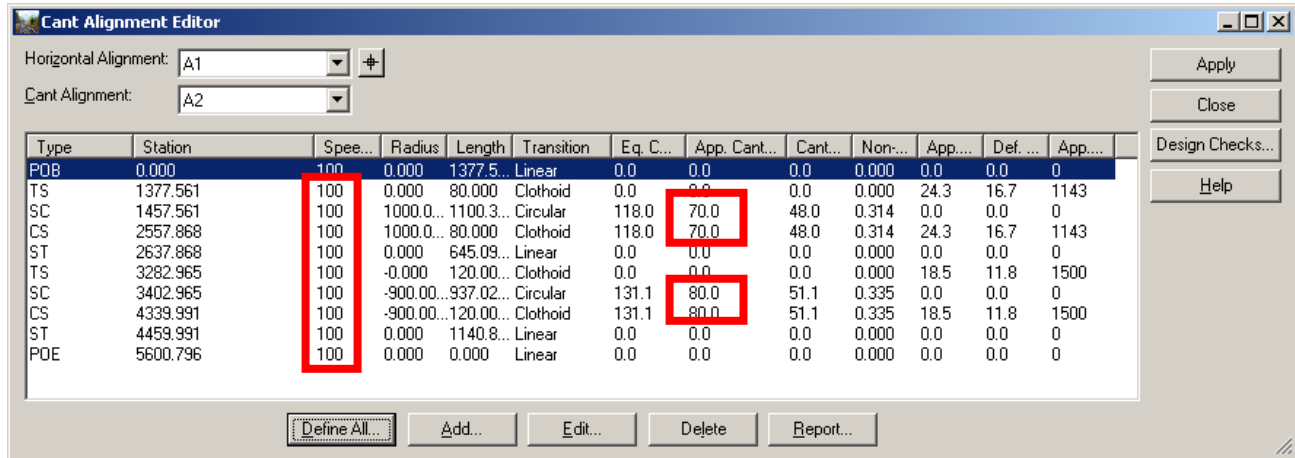 Cant Alignment Editor
Horizontal Alignment: A1
Cant Alignment: A2
Apply
Close
Design Checks...
Help
Type Station Spee... Radius Length Transition Eq. C... App. Cant... Cant... Non-... App.... Def. ... App....
POB 0.000 100 0.000 1377.5... Linear 0.0 0.0 0.0 0.000 0.0 0.0 0
TS 1377.561 100 0.000 80.000 Clothoid 0.0 0.0 0.0 0.000 24.3 16.7 1143
SC 1457.561 100 1000.0... 1100.3... Circular 118.0 70.0 48.0 0.314 0.0 0.0 0
CS 2557.868 100 1000.0... 80.000 Clothoid 118.0 70.0 48.0 0.314 24.3 16.7 1143
ST 2637.868 100 0.000 645.09... Linear 0.0 0.0 0.0 0.000 0.0 0.0 0
TS 3282.965 100 -0.000 120.00... Clothoid 0.0 0.0 0.0 0.000 18.5 11.8 1500
SC 3402.965 100 -900.00... 937.02... Circular 131.1 80.0 51.1 0.335 0.0 0.0 0
CS 4339.991 100 -900.00... 120.00... Clothoid 131.1 80.0 51.1 0.335 18.5 11.8 1500
ST 4459.991 100 0.000 1140.8... Linear 0.0 0.0 0.0 0.000 0.0 0.0 0
POE 5600.796 100 0.000 0.000 Linear 0.0 0.0 0.0 0.000 0.0 0.0 0
Define All... Add... Edit... Delete Report...